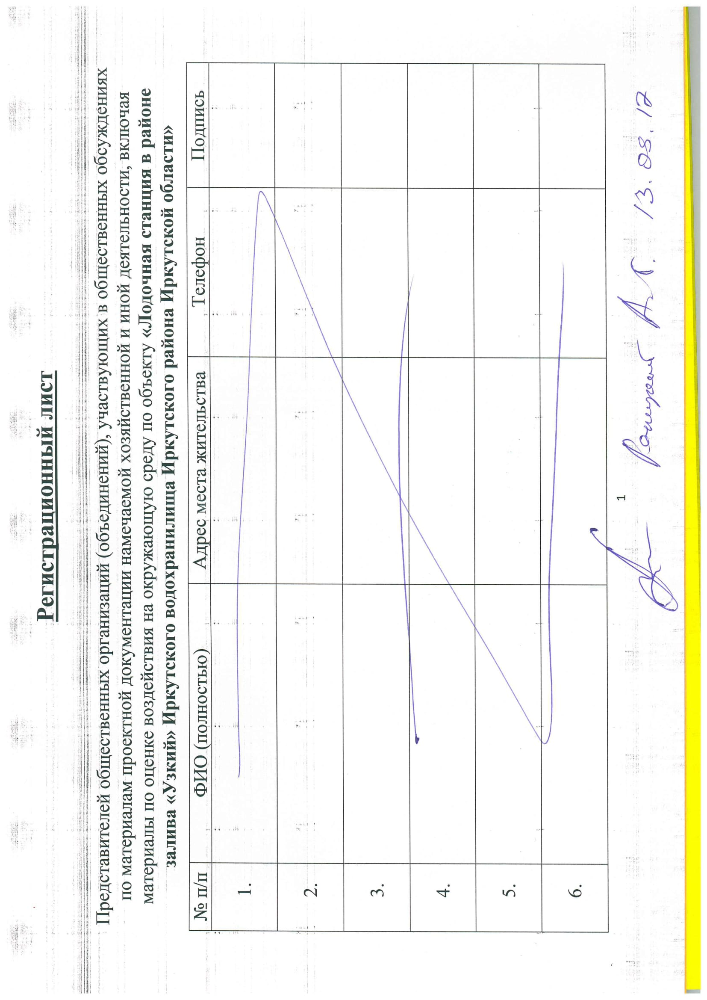 Регистрационный лист
Представителей общественных организаций (объединений), участвующих в общественных обсуждениях
по материалам проектной документации намечаемой хозяйственной и иной деятельности, включая
материалы по оценке воздействия на окружающую среду по объекту «Лодочная станция в районе
залива «Узкий» Иркутского водохранилища Иркутского района Иркутской области»
№ п/п ФИО (полностью) Адрес места жительства Телефон Подпись
1.
2.
3.
4.
5.
6.
1
13.08.17